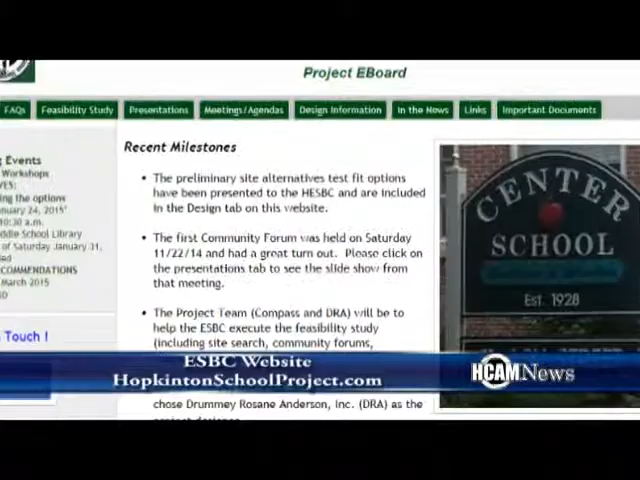 Project EBoard
FAQs Feasibility Study Presentations Meetings/Agendas Design Information In the News Links Important Documents
Events
Workshops
ing the options
nuary 24, 2015
10:30 a.m.
ddle School Library
of Saturday January 31,
COMMENDATIONS
March 2015
Touch !
Recent Milestones
• The preliminary site alternatives test fit options
have been presented to the HESBC and are included
in the Design tab on this website.
• The first Community Forum was held on Saturday
11/22/14 and had a great turn out. Please click on
the presentations tab to see the slide show from
that meeting.
• The Project Team (Compass and DRA) will be to
help the ESBC execute the feasibility study
(including site search, community forums,
chose Drummey Rosane Anderson, Inc. (DRA) as the
CENTER
SCHOOL
Est. 1928
ESBC Website
HopkintonSchoolProject.com
HCAMNews